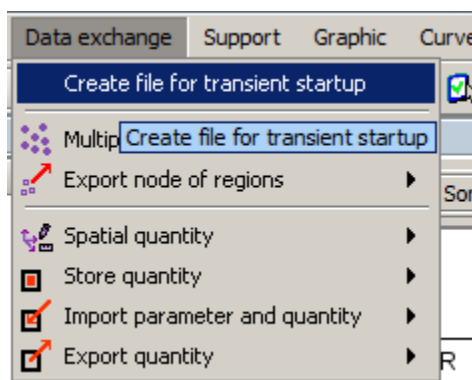 Data exchange Support Graphic Curve
Create file for transient startup
Multip
Create file for transient startup
Export node of regions
Sor
Spatial quantity
Store quantity
Import parameter and quantity
Export quantity
R